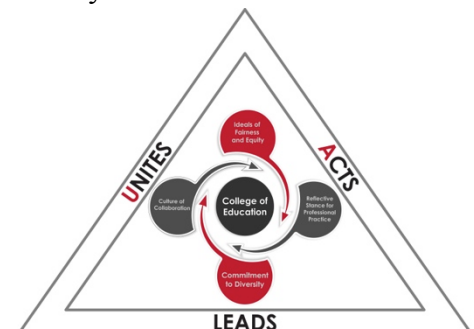 Ideals of
Fairness
and Equity
UNITES
ACTS
Culture of
Collaboration
College of
Education
Reflective
Stance for
Professional
Practice
Commitment
to Diversity
LEADS